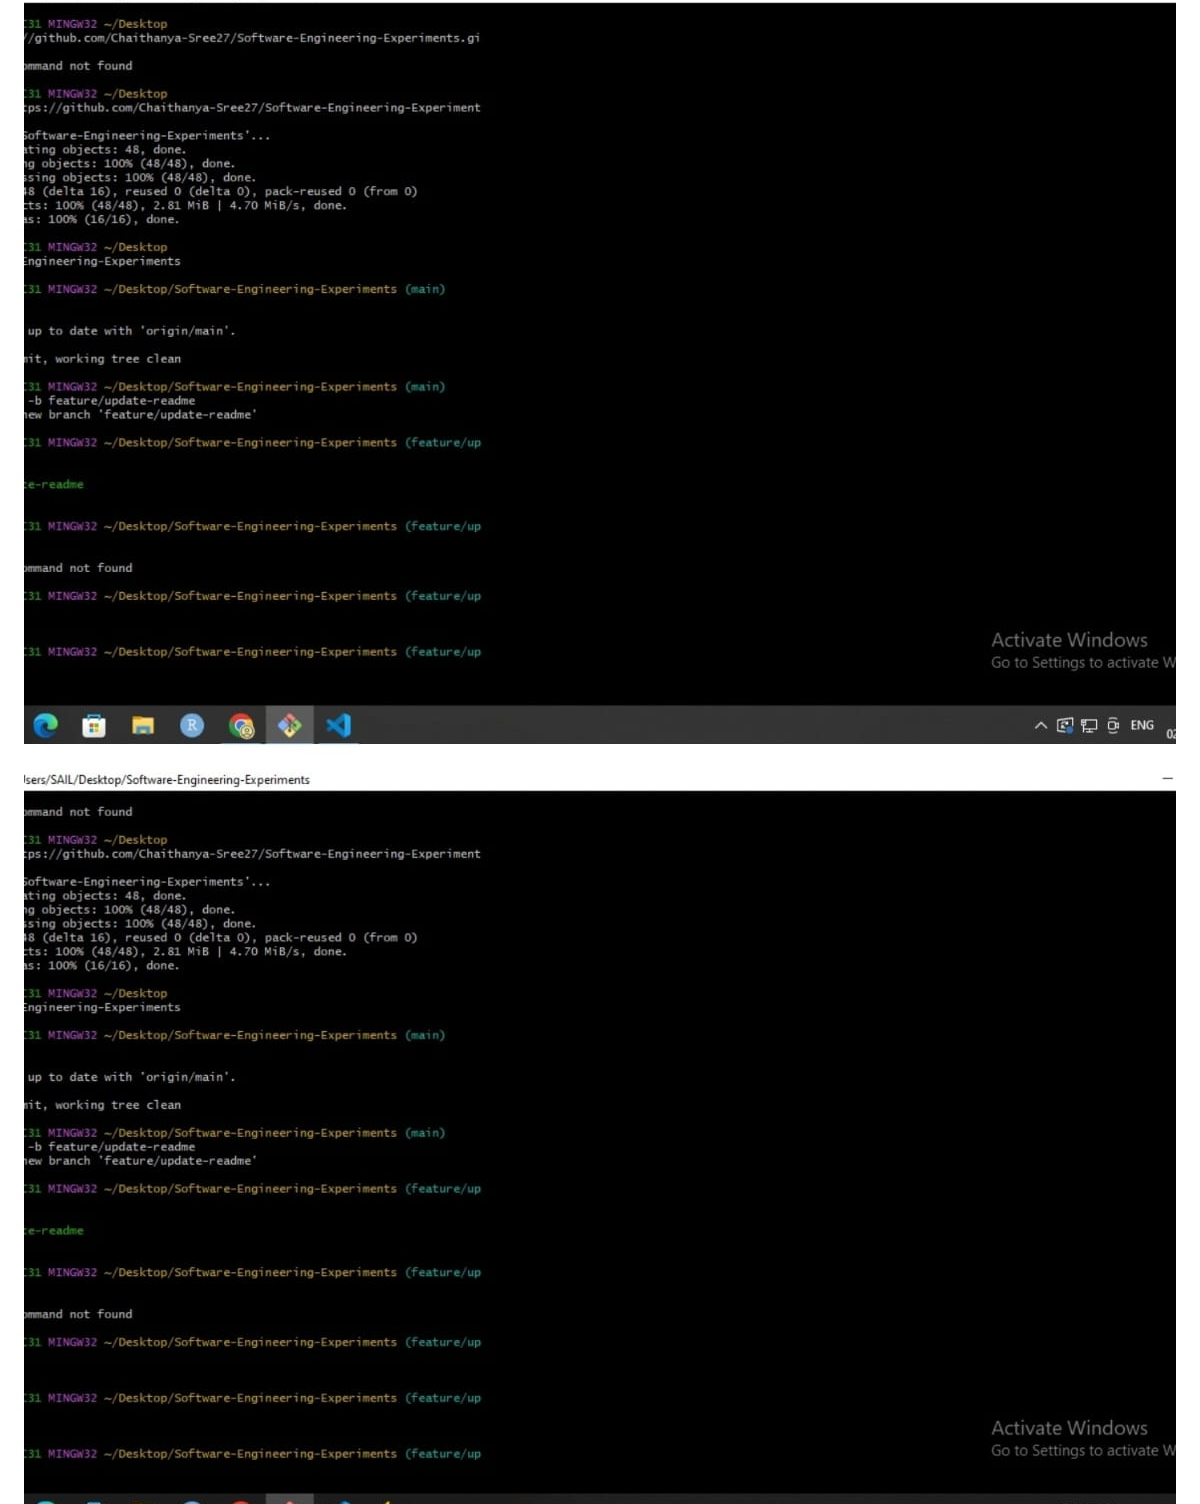 31 MINGW32 ~/Desktop
//github.com/Chaithanya-Sree27/Software-Engineering-Experiments.gi
ommand not found
31 MINGW32 ~/Desktop
tps://github.com/Chaithanya-Sree27/Software-Engineering-Experiment
Software-Engineering-Experiments'...
ating objects: 48, done.
ng objects: 100% (48/48), done.
ssing objects: 100% (48/48), done.
48 (delta 16), reused 0 (delta 0), pack-reused 0 (from 0)
cts: 100% (48/48), 2.81 MiB | 4.70 MiB/s, done.
as: 100% (16/16), done.
31 MINGW32 ~/Desktop
Engineering-Experiments
31 MINGW32 ~/Desktop/Software-Engineering-Experiments (main)
up to date with 'origin/main'.
mit, working tree clean
31 MINGW32 ~/Desktop/Software-Engineering-Experiments (main)
-b feature/update-readme
new branch 'feature/update-readme'
31 MINGW32 ~/Desktop/Software-Engineering-Experiments (feature/up
te-readme
31 MINGW32 ~/Desktop/Software-Engineering-Experiments (feature/up
ommand not found
31 MINGW32 ~/Desktop/Software-Engineering-Experiments (feature/up
31 MINGW32 ~/Desktop/Software-Engineering-Experiments (feature/up
Activate Windows
Go to Settings to activate W
R
ENG
02
Users/SAIL/Desktop/Software-Engineering-Experiments
ommand not found
31 MINGW32 ~/Desktop
tps://github.com/Chaithanya-Sree27/Software-Engineering-Experiment
Software-Engineering-Experiments'...
ating objects: 48, done.
ng objects: 100% (48/48), done.
ssing objects: 100% (48/48), done.
48 (delta 16), reused 0 (delta 0), pack-reused 0 (from 0)
cts: 100% (48/48), 2.81 MiB | 4.70 MiB/s, done.
as: 100% (16/16), done.
31 MINGW32 ~/Desktop
Engineering-Experiments
31 MINGW32 ~/Desktop/Software-Engineering-Experiments (main)
up to date with 'origin/main'.
mit, working tree clean
31 MINGW32 ~/Desktop/Software-Engineering-Experiments (main)
-b feature/update-readme
new branch 'feature/update-readme'
31 MINGW32 ~/Desktop/Software-Engineering-Experiments (feature/up
te-readme
31 MINGW32 ~/Desktop/Software-Engineering-Experiments (feature/up
ommand not found
31 MINGW32 ~/Desktop/Software-Engineering-Experiments (feature/up
31 MINGW32 ~/Desktop/Software-Engineering-Experiments (feature/up
31 MINGW32 ~/Desktop/Software-Engineering-Experiments (feature/up
Activate Windows
Go to Settings to activate W